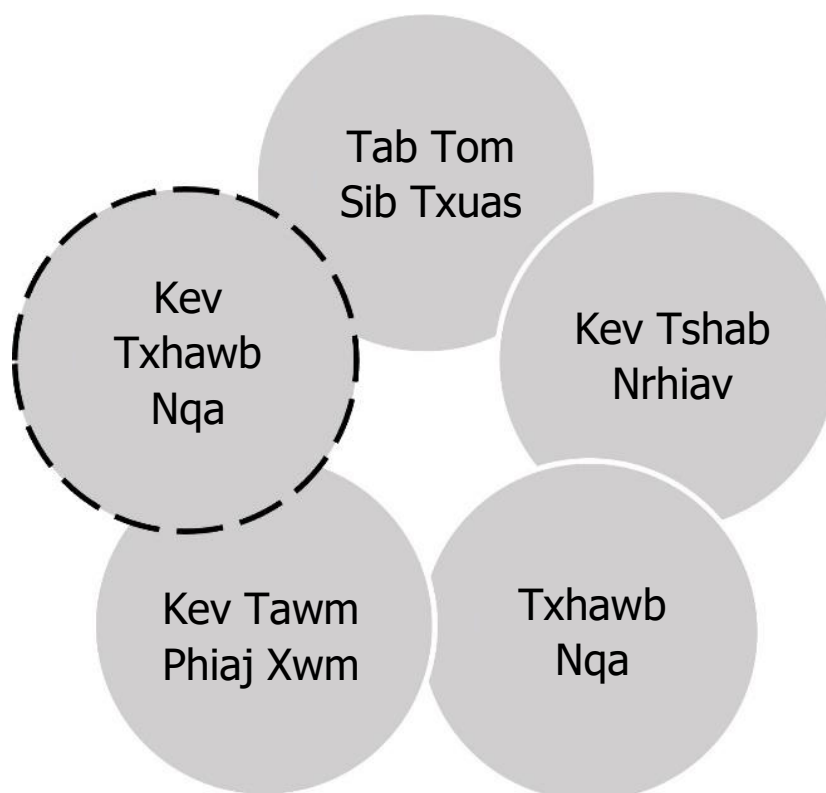 Tab Tom
Sib Txuas
Kev Tshab
Nrhiav
Txhawb
Nqa
Kev Tawm
Phiaj Xwm
Kev
Txhawb
Nqa